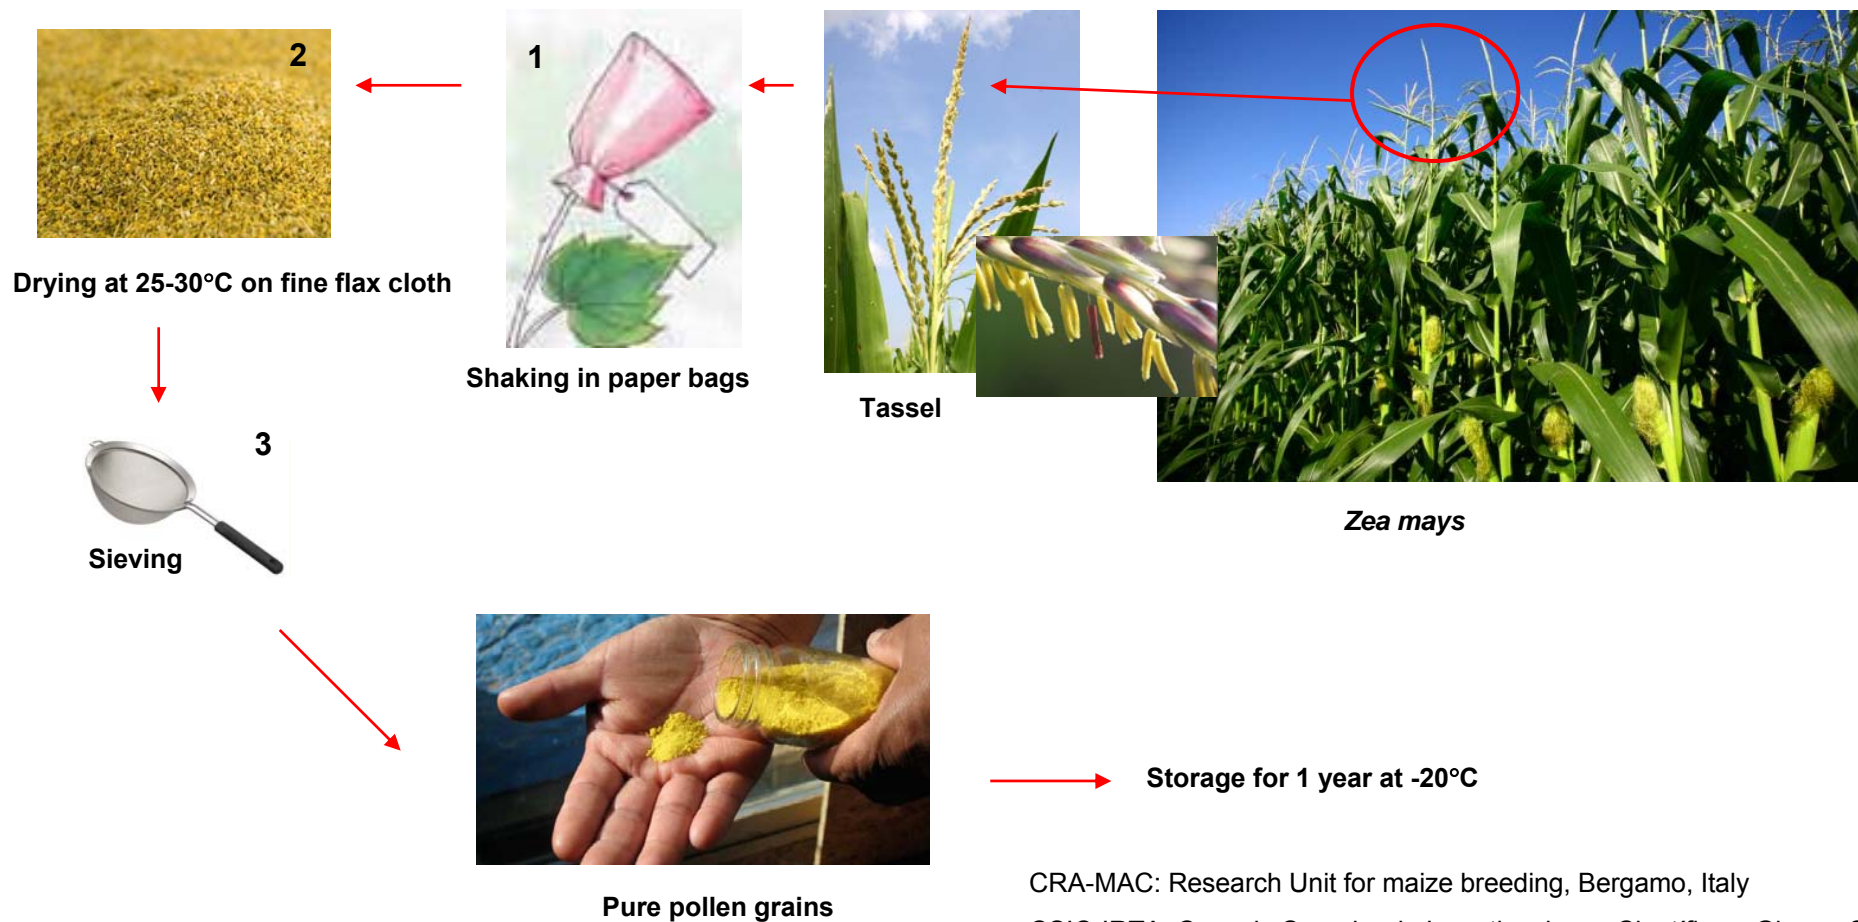 2
1
Drying at 25-30°C on fine flax cloth
Shaking in paper bags
Tassel
3
Sieving
Zea mays
Storage for 1 year at -20°C
Pure pollen grains
CRA-MAC: Research Unit for maize breeding, Bergamo, Italy